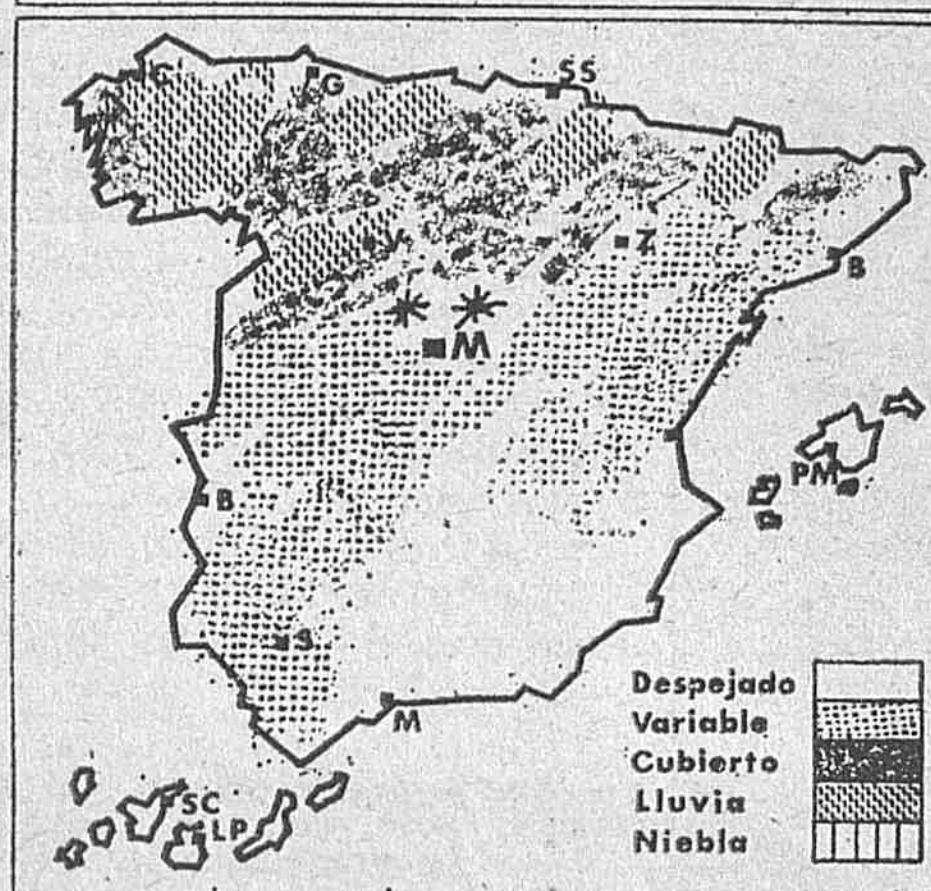 C
G
SS
V
Z
B
M
B
PM
S
M
SC
LP
Despejado
Variable
Cubierto
Lluvia
Niebla